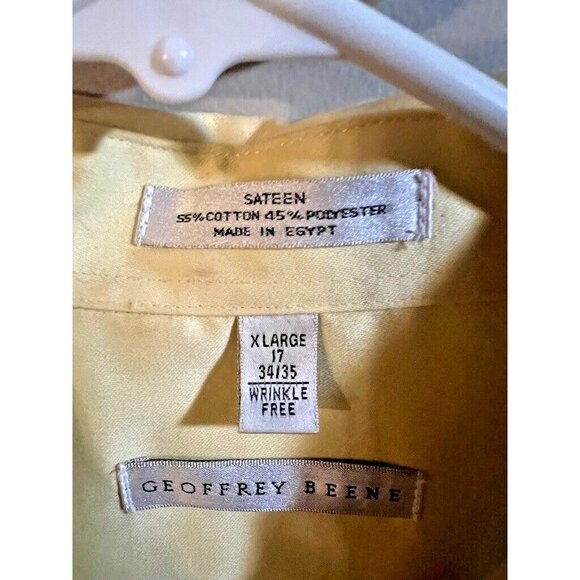 SATEEN
55% COTTON 45% POLYESTER
MADE IN EGYPT
X LARGE
17
34/35
WRINKLE
FREE
GEOFFREY BEENE